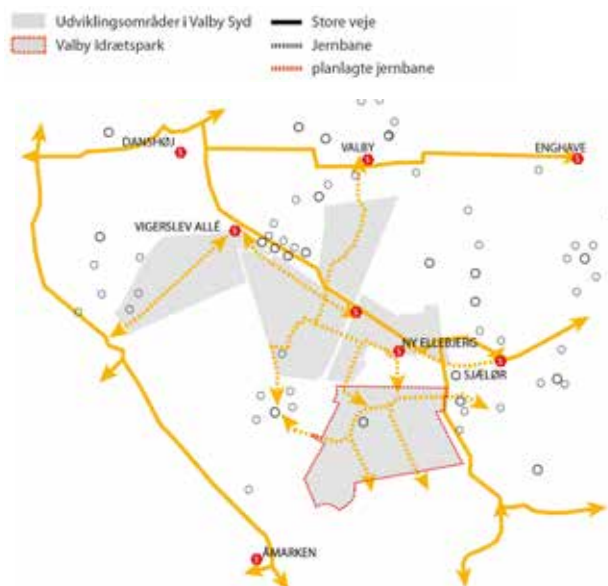 Udviklingsområder i Valby Syd
Valby Idrætspark
Store veje
Jernbane
planlagte jernbane
DANSHØJ
VALBY
ENGHAVE
VIGERSLEV ALLÉ
NY ELLEBJERG
SJÆLØR
ÅMARKEN